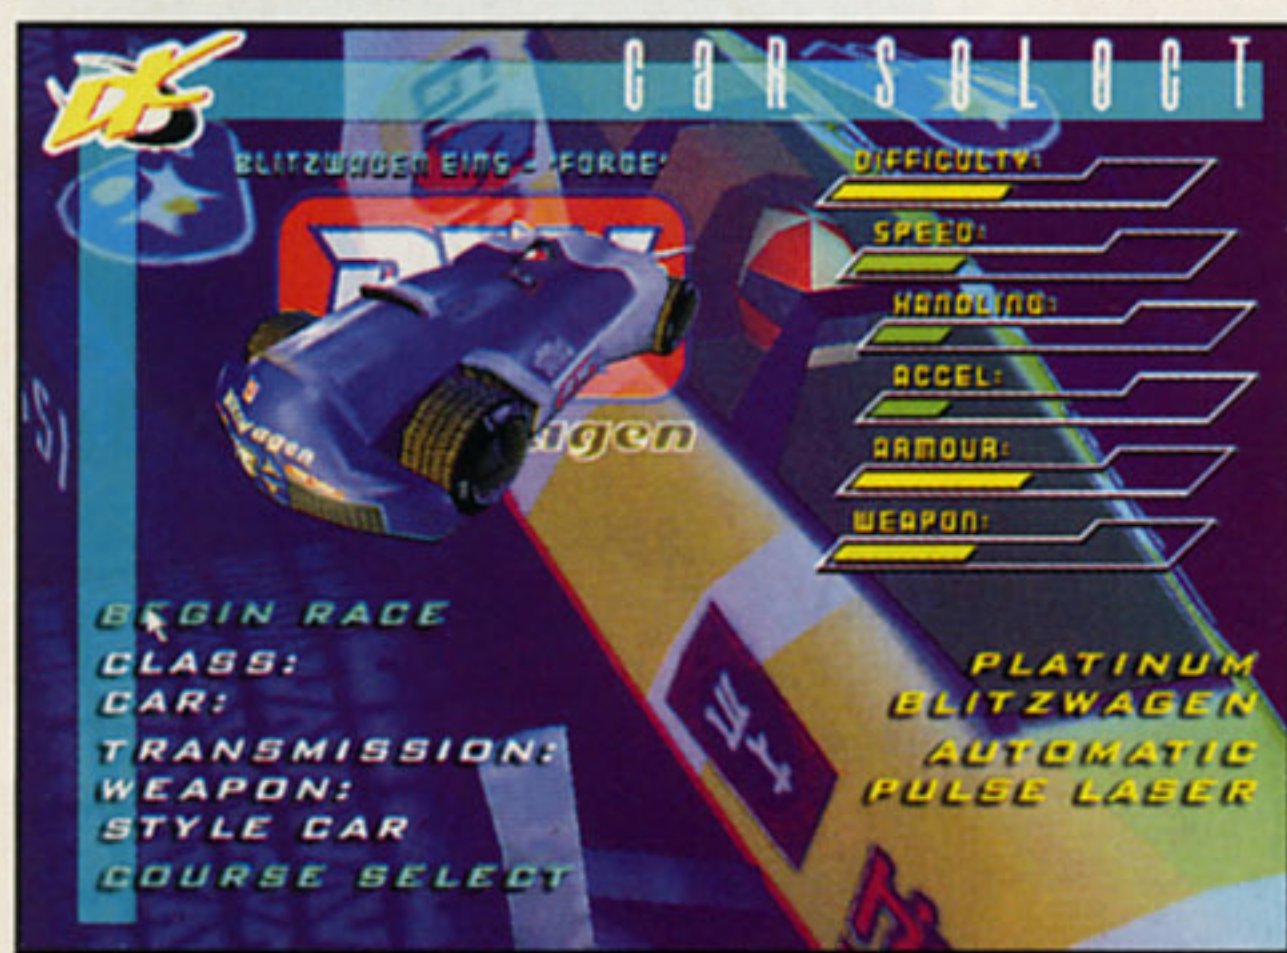 CAR SELECT
BLITZWAGEN EINS - 'FORGE'
DIFFICULTY:
SPEED:
HANDLING:
ACCEL:
ARMOUR:
WEAPON:
agen
BEGIN RACE
CLASS: PLATINUM
CAR: BLITZWAGEN
TRANSMISSION: AUTOMATIC
WEAPON: PULSE LASER
STYLE CAR
COURSE SELECT